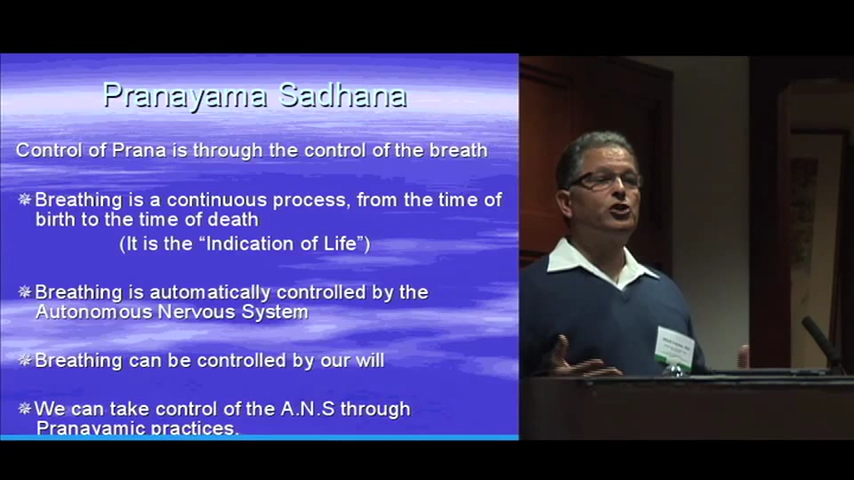 Pranayama Sadhana
Control of Prana is through the control of the breath
Breathing is a continuous process, from the time of
birth to the time of death
(It is the “Indication of Life”)
Breathing is automatically controlled by the
Autonomous Nervous System
Breathing can be controlled by our will
We can take control of the A.N.S through
Pranayamic practices.